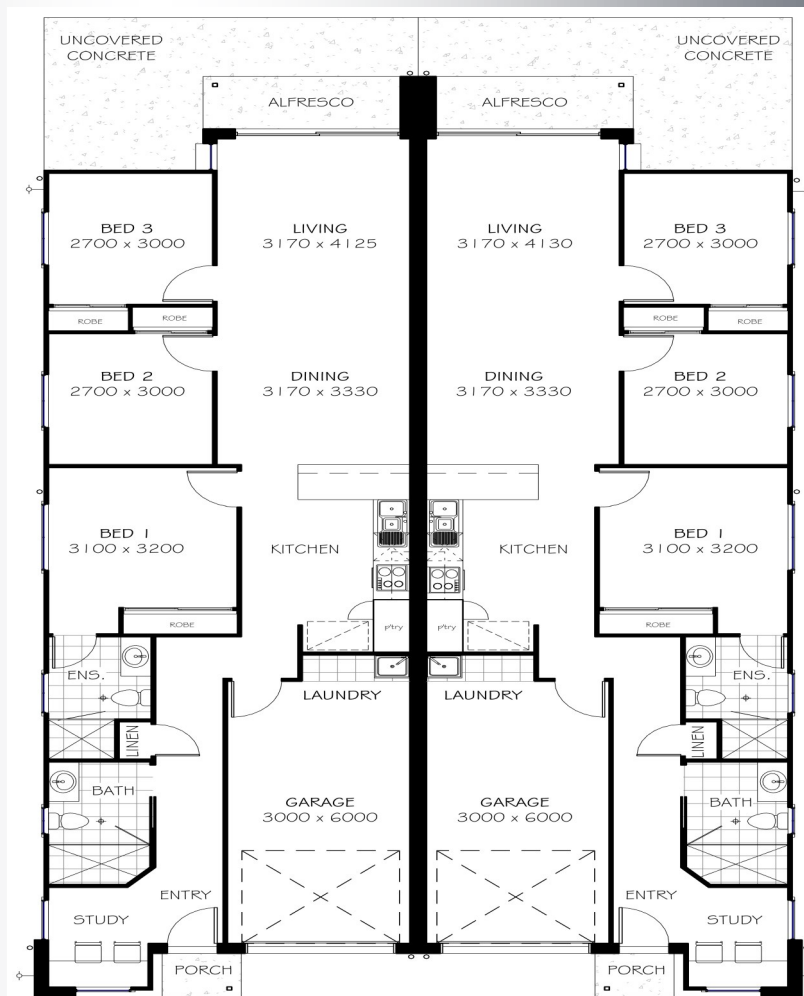 UNCOVERED
CONCRETE
UNCOVERED
CONCRETE
ALFRESCO
ALFRESCO
BED 3
2700 x 3000
LIVING
3170 x 4125
LIVING
3170 x 4130
BED 3
2700 x 3000
ROBE
ROBE
ROBE
ROBE
BED 2
2700 x 3000
DINING
3170 x 3330
DINING
3170 x 3330
BED 2
2700 x 3000
BED 1
3100 x 3200
KITCHEN
KITCHEN
BED 1
3100 x 3200
ROBE
p'try
p'try
ROBE
ENS.
LAUNDRY
LAUNDRY
ENS.
LINEN
LINEN
BATH
GARAGE
3000 x 6000
GARAGE
3000 x 6000
BATH
ENTRY
ENTRY
STUDY
STUDY
PORCH
PORCH